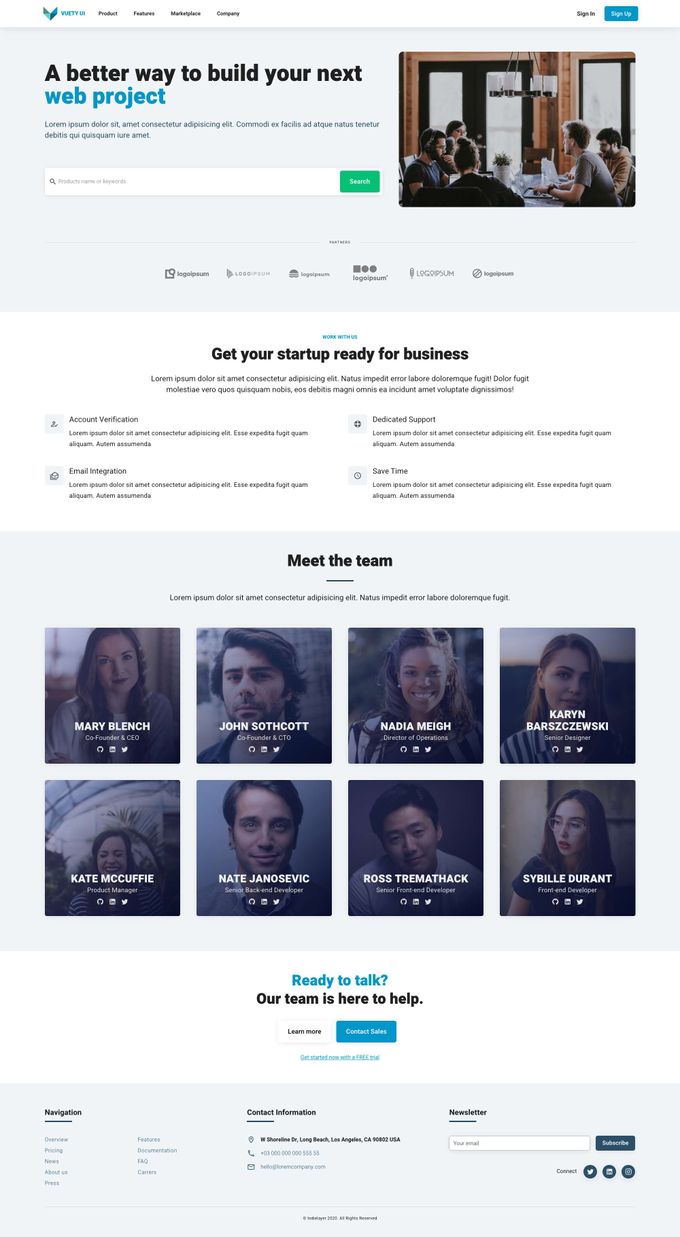 VUETY UI Product Features Marketplace Company Sign In Sign Up
A better way to build your next
web project
Lorem ipsum dolor sit, amet consectetur adipisicing elit. Commodi ex facilis ad atque natus tenetur
debitis qui quisquam iure amet.
Products name or keywords
Search
PARTNERS
logoipsum LOGOIPSUM logoipsum logoipsum LOGOIPSUM logoipsum
WORK WITH US
Get your startup ready for business
Lorem ipsum dolor sit amet consectetur adipisicing elit. Natus impedit error labore doloremque fugit! Dolor fugit
molestiae vero quos quisquam nobis, eos debitis magni omnis ea incidunt amet voluptate dignissimos!
Account Verification
Lorem ipsum dolor sit amet consectetur adipisicing elit. Esse expedita fugit quam
aliquam. Autem assumenda
Dedicated Support
Lorem ipsum dolor sit amet consectetur adipisicing elit. Esse expedita fugit quam
aliquam. Autem assumenda
Email Integration
Lorem ipsum dolor sit amet consectetur adipisicing elit. Esse expedita fugit quam
aliquam. Autem assumenda
Save Time
Lorem ipsum dolor sit amet consectetur adipisicing elit. Esse expedita fugit quam
aliquam. Autem assumenda
Meet the team
Lorem ipsum dolor sit amet consectetur adipisicing elit. Natus impedit error labore doloremque fugit.
MARY BLENCH
Co-Founder & CEO
JOHN SOTHCOTT
Co-Founder & CTO
NADIA MEIGH
Director of Operations
KARYN
BARSZCZEWSKI
Senior Designer
KATE MCCUFFIE
Product Manager
NATE JANOSEVIC
Senior Back-end Developer
ROSS TREMATHACK
Senior Front-end Developer
SYBILLE DURANT
Front-end Developer
Ready to talk?
Our team is here to help.
Learn more
Contact Sales
Get started now with a FREE trial
Navigation
Overview
Pricing
News
About us
Press
Features
Documentation
FAQ
Carrers
Contact Information
W Shoreline Dr, Long Beach, Los Angeles, CA 90802 USA
+03 000 000 000 555 55
hello@loremcompany.com
Newsletter
Your email
Subscribe
Connect
© Indielayer 2020. All Rights Reserved